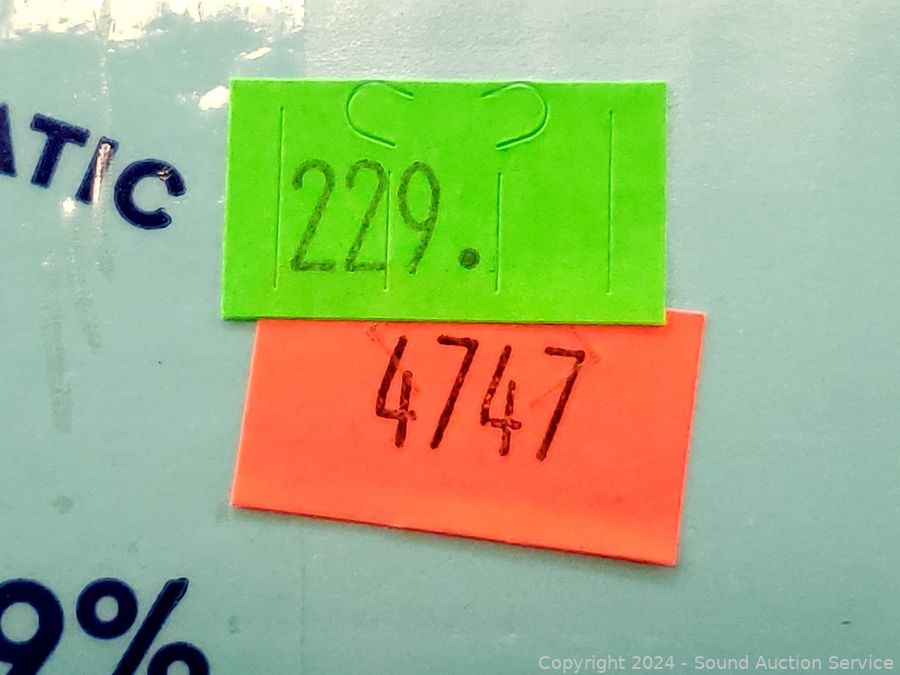 ATIC
229.
4747
9%
Copyright 2024 - Sound Auction Service